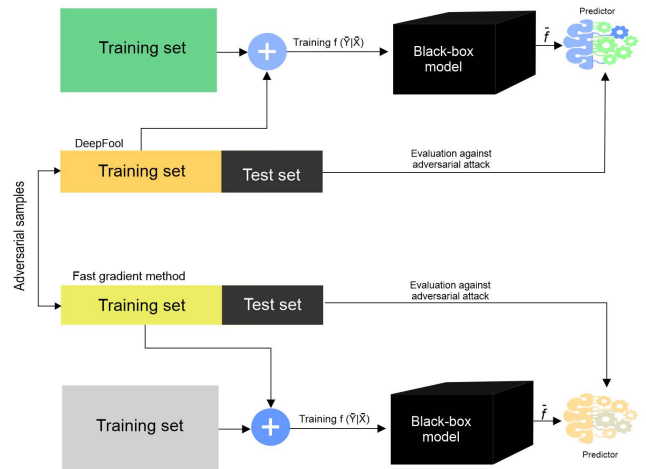 Predictor
Training set
Training f (Ỹ|X̃)
Black-box
model
f̄
DeepFool
Training set
Test set
Evaluation against
adversarial attack
Adversarial samples
Fast gradient method
Training set
Test set
Evaluation against
adversarial attack
Training set
Training f (Ỹ|X̃)
Black-box
model
f̄
Predictor